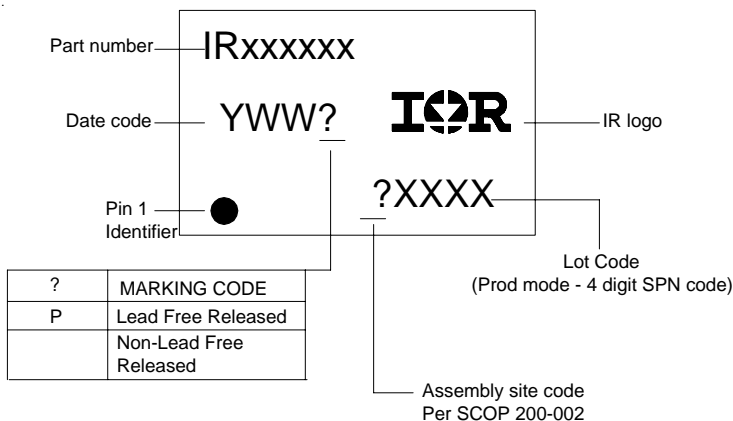 Part number
IRxxxxxx
Date code
YWW?
IOR
IR logo
Pin 1
Identifier
?XXXX
Lot Code
(Prod mode - 4 digit SPN code)
? MARKING CODE
P Lead Free Released
Non-Lead Free
Released
Assembly site code
Per SCOP 200-002